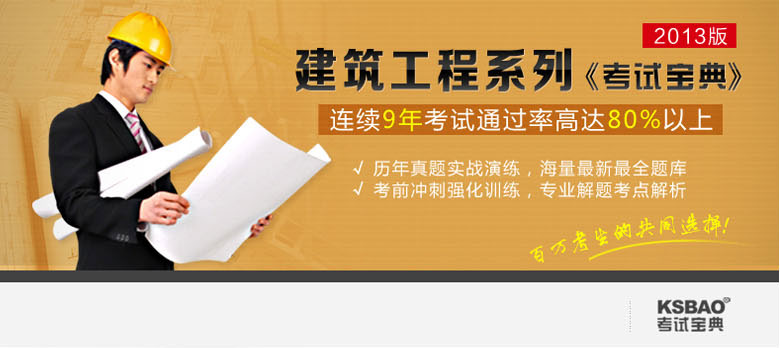 2013版
建筑工程系列《考试宝典》
连续9年考试通过率高达80%以上
√ 历年真题实战演练，海量最新最全题库
√ 考前冲刺强化训练，专业解题考点解析
百万考生的共同选择!
KSBAO®
考试宝典